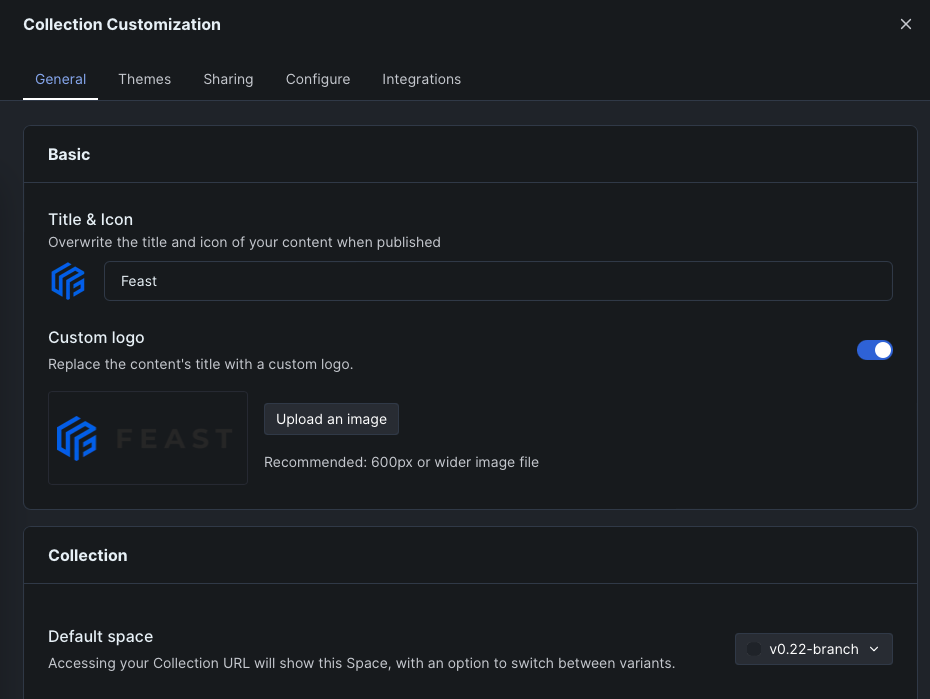 Collection Customization
General Themes Sharing Configure Integrations
Basic
Title & Icon
Overwrite the title and icon of your content when published
Feast
Custom logo
Replace the content's title with a custom logo.
FEAST
Upload an image
Recommended: 600px or wider image file
Collection
Default space
Accessing your Collection URL will show this Space, with an option to switch between variants.
v0.22-branch